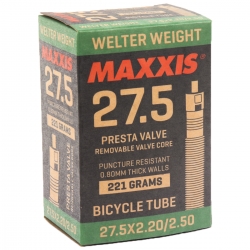 WELTER WEIGHT
MAXXIS®
27.5
PRESTA VALVE
REMOVABLE VALVE CORE
PUNCTURE RESISTANT
0.80MM THICK WALLS
221 GRAMS
BICYCLE TUBE
27.5X2.20/2.50